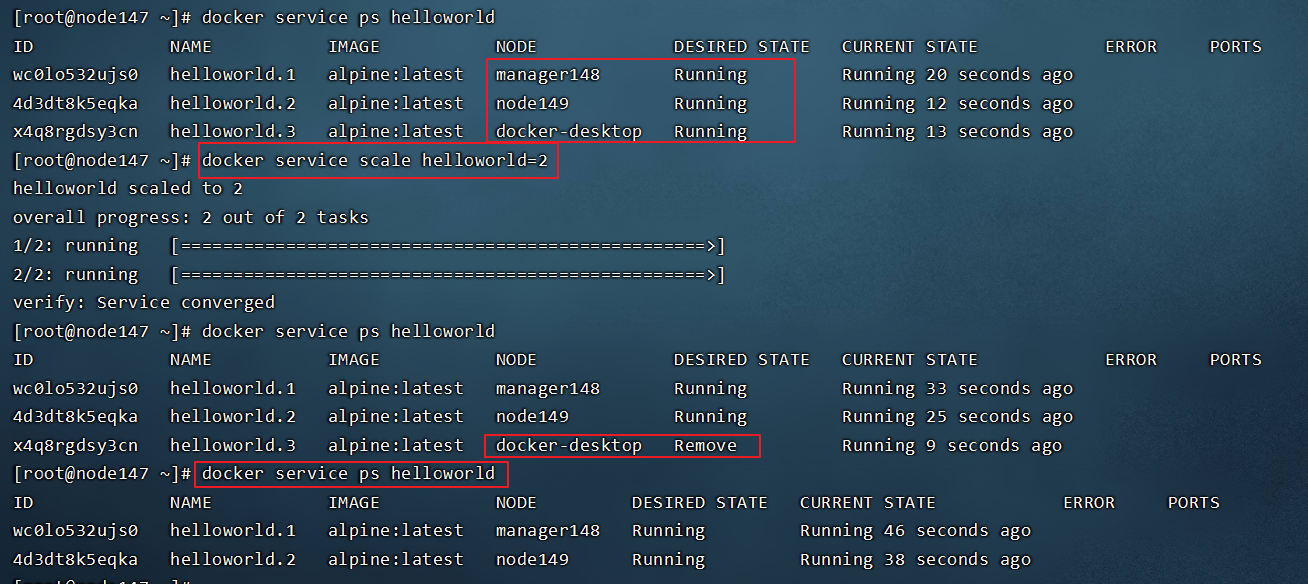 [root@node147 ~]# docker service ps helloworld
ID NAME IMAGE NODE DESIRED STATE CURRENT STATE ERROR PORTS
wc0lo532ujs0 helloworld.1 alpine:latest manager148 Running Running 20 seconds ago
4d3dt8k5eqka helloworld.2 alpine:latest node149 Running Running 12 seconds ago
x4q8rgdsy3cn helloworld.3 alpine:latest docker-desktop Running Running 13 seconds ago
[root@node147 ~]# docker service scale helloworld=2
helloworld scaled to 2
overall progress: 2 out of 2 tasks
1/2: running [==================================================>]
2/2: running [==================================================>]
verify: Service converged
[root@node147 ~]# docker service ps helloworld
ID NAME IMAGE NODE DESIRED STATE CURRENT STATE ERROR PORTS
wc0lo532ujs0 helloworld.1 alpine:latest manager148 Running Running 33 seconds ago
4d3dt8k5eqka helloworld.2 alpine:latest node149 Running Running 25 seconds ago
x4q8rgdsy3cn helloworld.3 alpine:latest docker-desktop Remove Running 9 seconds ago
[root@node147 ~]# docker service ps helloworld
ID NAME IMAGE NODE DESIRED STATE CURRENT STATE ERROR PORTS
wc0lo532ujs0 helloworld.1 alpine:latest manager148 Running Running 46 seconds ago
4d3dt8k5eqka helloworld.2 alpine:latest node149 Running Running 38 seconds ago
[root@node147 ~]#